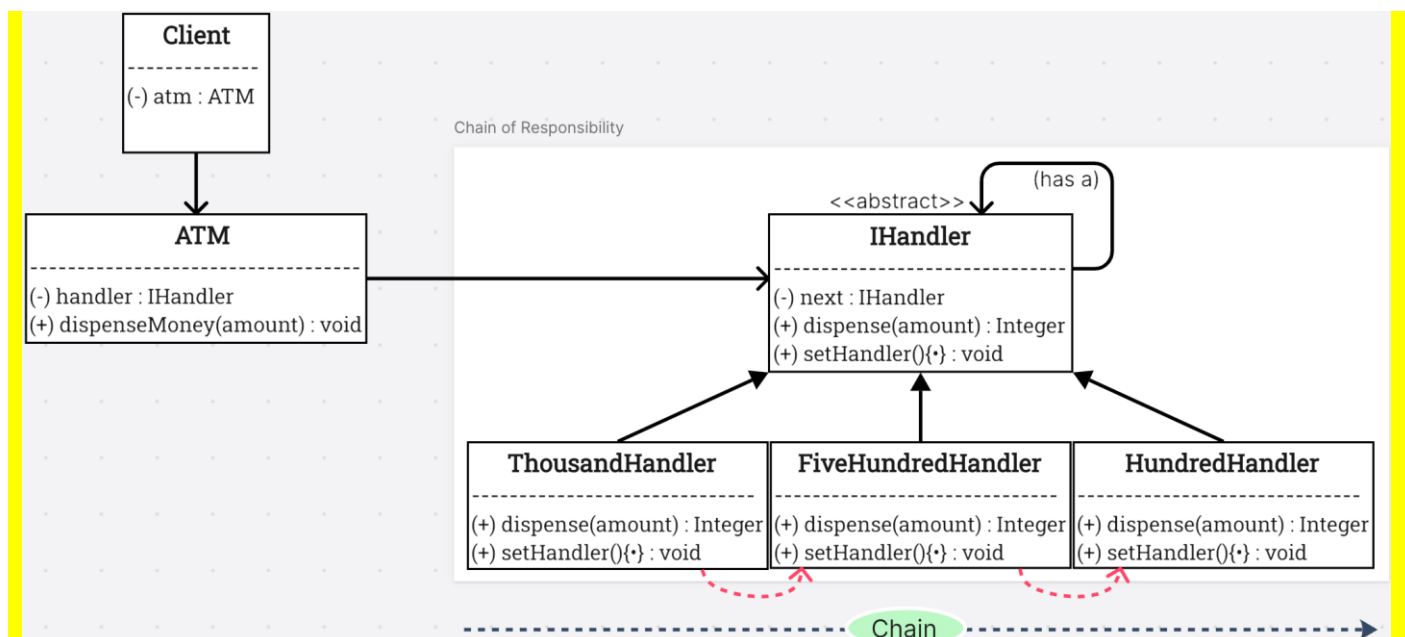 Client
(-) atm : ATM
Chain of Responsibility
(has a)
<<abstract>>
ATM
(-) handler : IHandler
(+) dispenseMoney(amount) : void
IHandler
(-) next : IHandler
(+) dispense(amount) : Integer
(+) setHandler(){•} : void
ThousandHandler
(+) dispense(amount) : Integer
(+) setHandler(){•} : void
FiveHundredHandler
(+) dispense(amount) : Integer
(+) setHandler(){•} : void
HundredHandler
(+) dispense(amount) : Integer
(+) setHandler(){•} : void
Chain